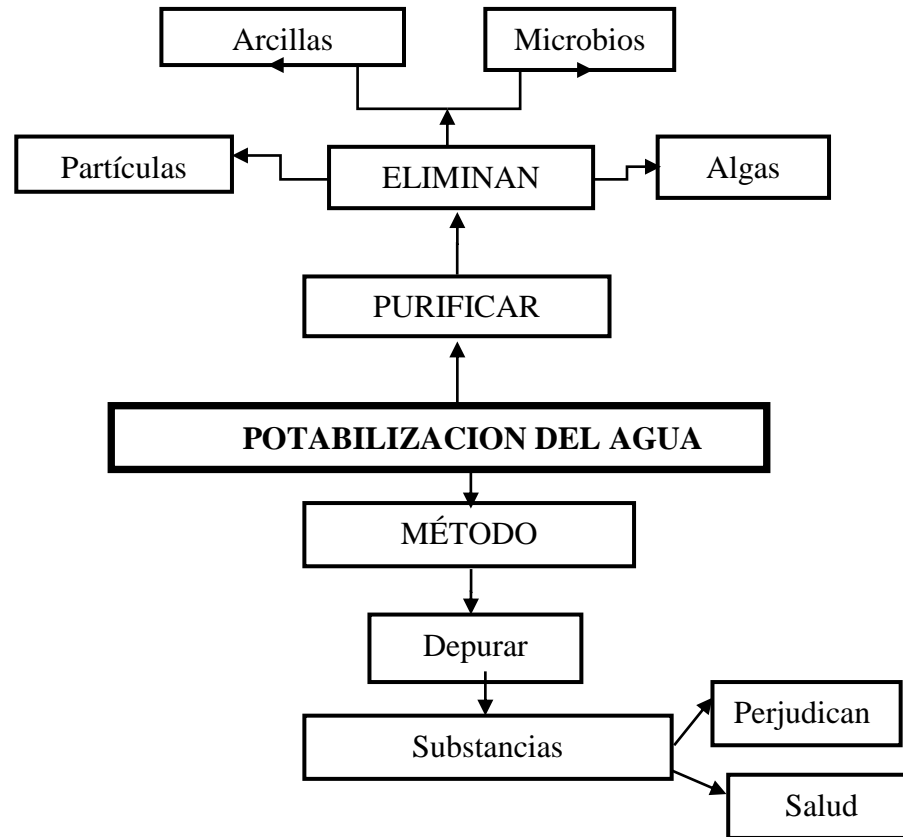 Arcillas
Microbios
Partículas
ELIMINAN
Algas
PURIFICAR
POTABILIZACION DEL AGUA
MÉTODO
Depurar
Substancias
Perjudican
Salud